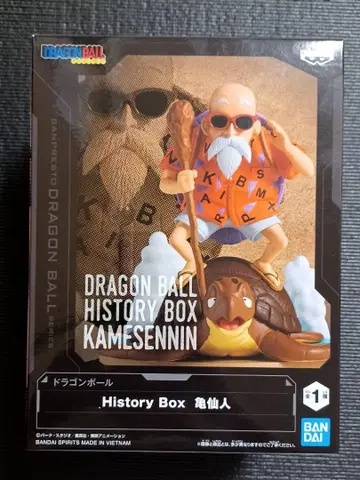 DRAGON BALL
BANPRESTO DRAGON BALL SERIES
DRAGON BALL
HISTORY BOX
KAMESENNIN
ドラゴンボール
History Box 亀仙人
全1種
©バード・スタジオ/集英社・東映アニメーション
BANDAI SPIRITS MADE IN VIETNAM
BAN
DAI